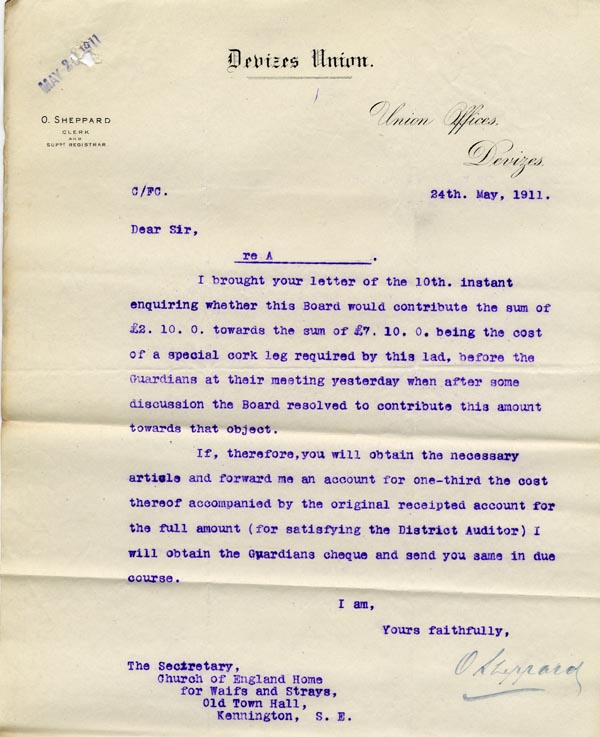 MAY 2 1911
Devizes Union.
O. SHEPPARD
CLERK
AND
SUPPT REGISTRAR.
Union Offices.
Devizes.
C/FC.
24th. May, 1911.
Dear Sir,
re A____________.
I brought your letter of the 10th. instant
enquiring whether this Board would contribute the sum of
£2. 10. 0. towards the sum of £7. 10. 0. being the cost
of a special cork leg required by this lad, before the
Guardians at their meeting yesterday when after some
discussion the Board resolved to contribute this amount
towards that object.
If, therefore,you will obtain the necessary
article and forward me an account for one-third the cost
thereof accompanied by the original receipted account for
the full amount (for satisfying the District Auditor) I
will obtain the Guardians cheque and send you same in due
course.
I am,
Yours faithfully,
O Sheppard
The Secretary,
Church of England Home
for Waifs and Strays,
Old Town Hall,
Kennington, S. E.